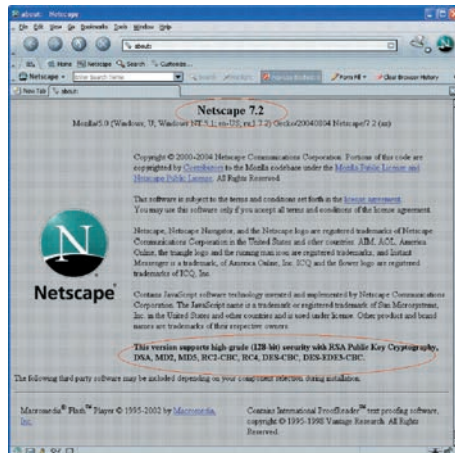 about: - Netscape
File Edit View Go Bookmarks Tools Window Help
about:
Home Netscape Search Customize...
Netscape Enter Search Terms Search Form Fill Clear Browser History
New Tab about:
Netscape 7.2
Mozilla/5.0 (Windows; U; Windows NT 5.1; en-US; rv:1.7.2) Gecko/20040804 Netscape/7.2 (ax)
Copyright © 2000-2004 Netscape Communications Corporation. Portions of this code are
copyrighted by Contributors to the Mozilla codebase under the Mozilla Public License and
Netscape Public License. All Rights Reserved.
This software is subject to the terms and conditions set forth in the license agreement.
You may use this software only if you accept all terms and conditions of the license agreement.
Netscape, Netscape Navigator, and the Netscape logo are registered trademarks of Netscape
Communications Corporation in the United States and other countries. AIM, AOL, America
Online, the triangle logo and the running man icon are registered trademarks, and Instant
Messenger is a trademark, of America Online, Inc. ICQ and the flower logo are registered
trademarks of ICQ, Inc.
N
Netscape
Contains JavaScript software technology invented and implemented by Netscape Communications
Corporation. The JavaScript name is a trademark or registered trademark of Sun Microsystems,
Inc. in the United States and other countries and is used under license. Other product and brand
names are trademarks of their respective owners.
This version supports high-grade (128-bit) security with RSA Public Key Cryptography,
DSA, MD2, MD5, RC2-CBC, RC4, DES-CBC, DES-EDE3-CBC.
The following third party software may be included depending on your component selection during installation.
Macromedia® Flash™ Player © 1995-2002 by Macromedia,
Inc.
Contains International ProofReader™ text proofing software,
copyright © 1995-1998 Vantage Research. All Rights
Reserved.